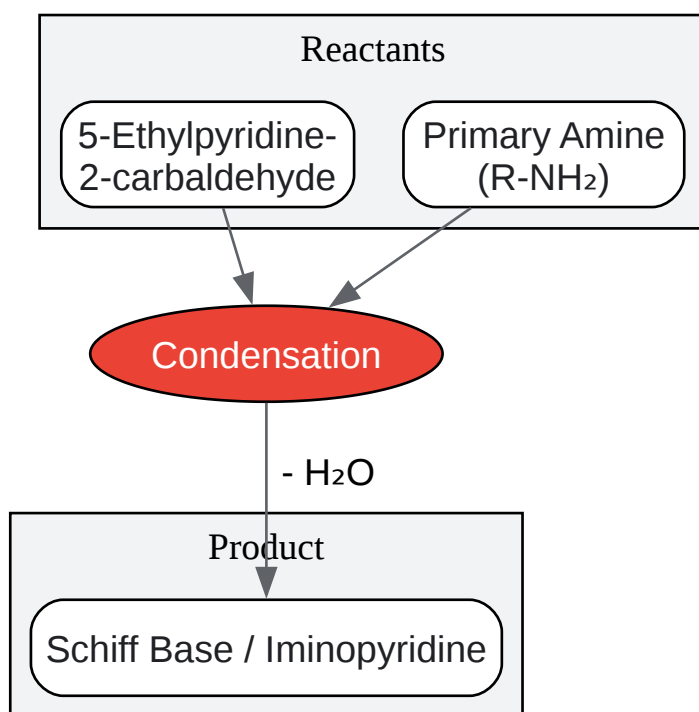 Reactants
5-Ethylpyridine-
2-carbaldehyde
Primary Amine
(R-NH₂)
Condensation
- H₂O
Product
Schiff Base / Iminopyridine